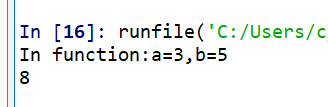 In [16]: runfile('C:/Users/c
In function:a=3,b=5
8